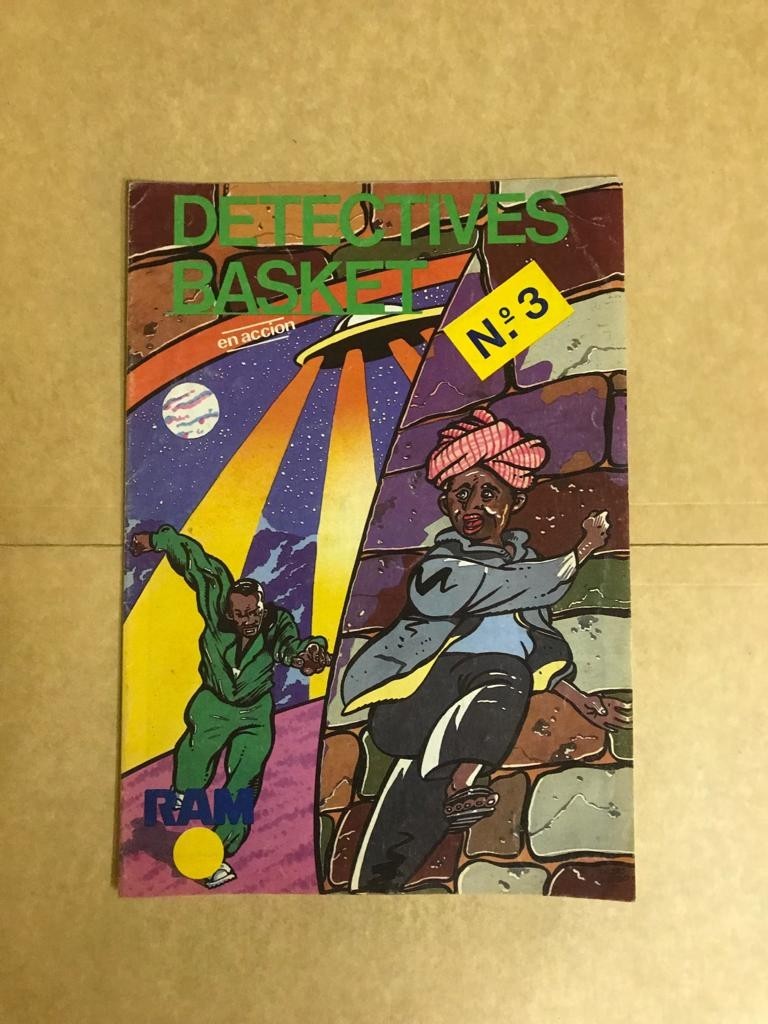 DETECTIVES
BASKET
en accion
Nº.3
RAM